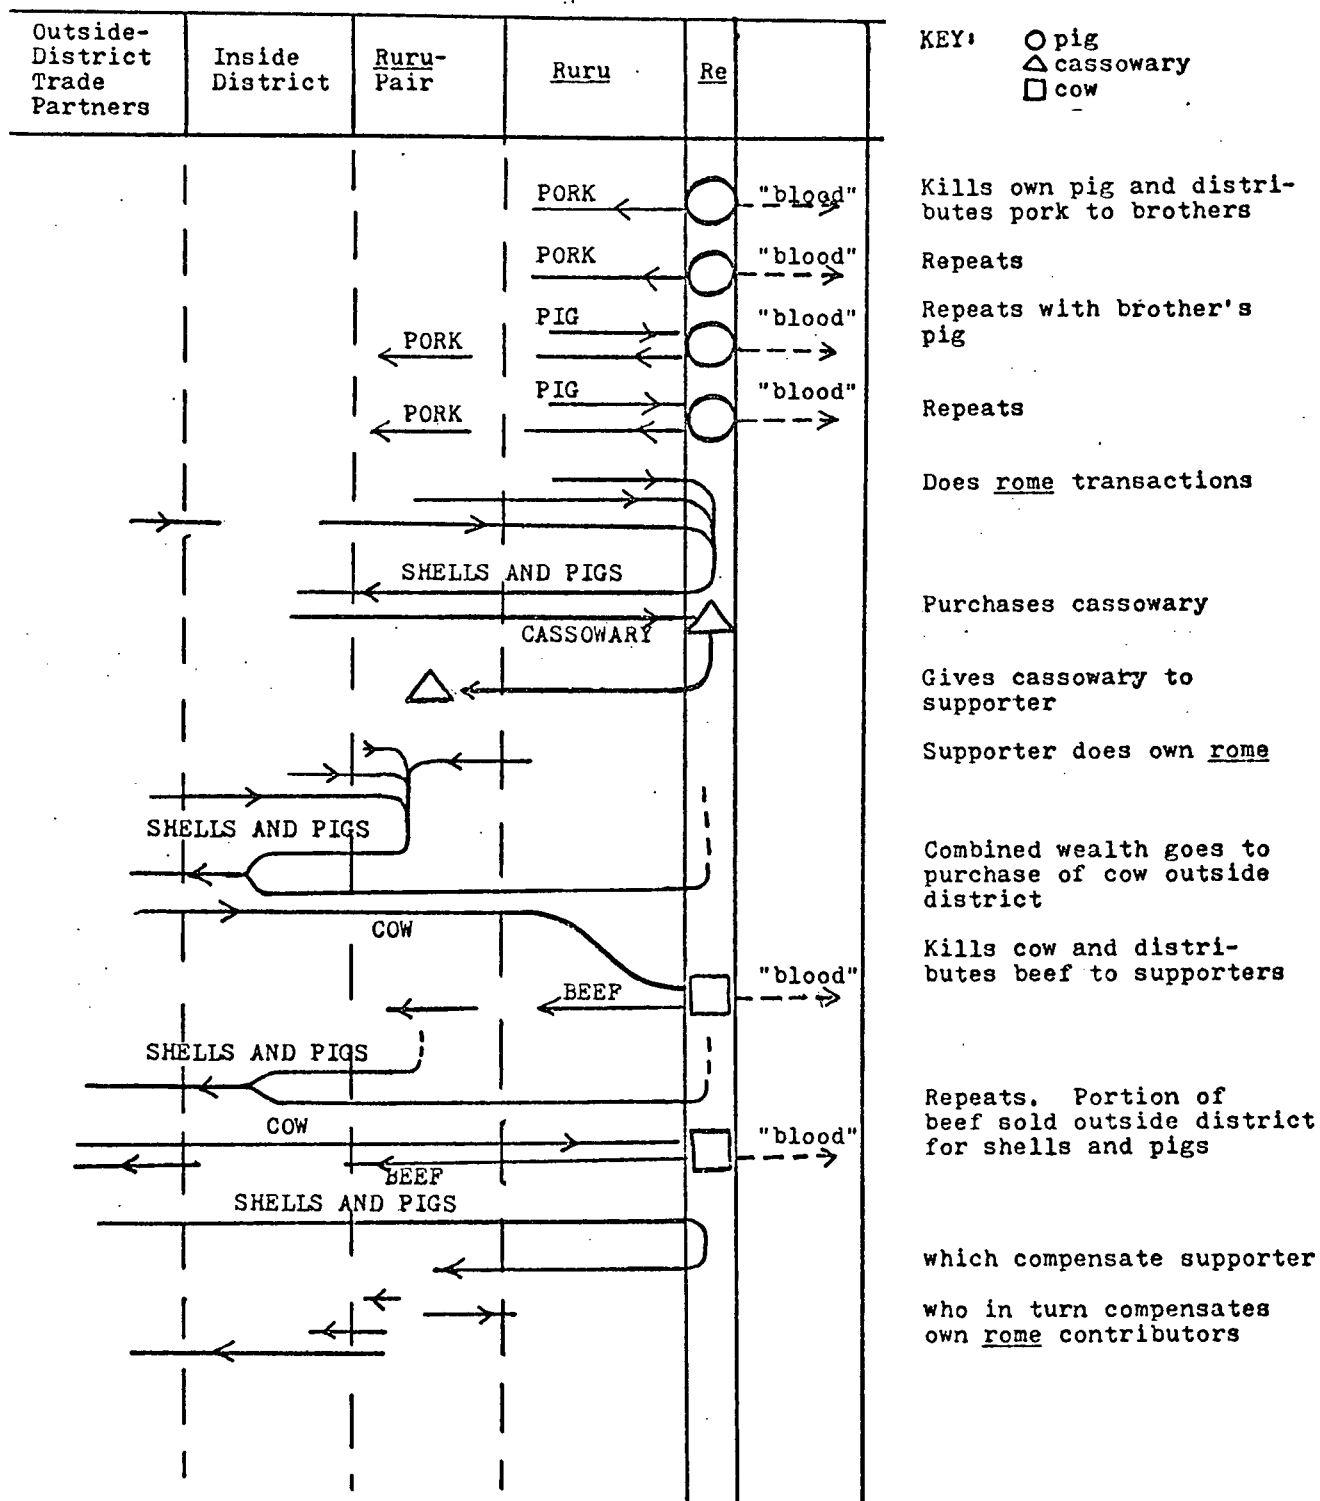 Outside-
District
Trade
Partners
Inside
District
Ruru-
Pair
Ruru
Re
KEY:
pig
cassowary
cow
PORK
"blood"
Kills own pig and distri-
butes pork to brothers
PORK
"blood"
Repeats
PIG
PORK
"blood"
Repeats with brother's
pig
PIG
PORK
"blood"
Repeats
Does rome transactions
SHELLS AND PIGS
Purchases cassowary
CASSOWARY
Gives cassowary to
supporter
Supporter does own rome
SHELLS AND PIGS
Combined wealth goes to
purchase of cow outside
district
COW
Kills cow and distri-
butes beef to supporters
BEEF
"blood"
SHELLS AND PIGS
Repeats. Portion of
beef sold outside district
for shells and pigs
COW
"blood"
BEEF
SHELLS AND PIGS
which compensate supporter
who in turn compensates
own rome contributors